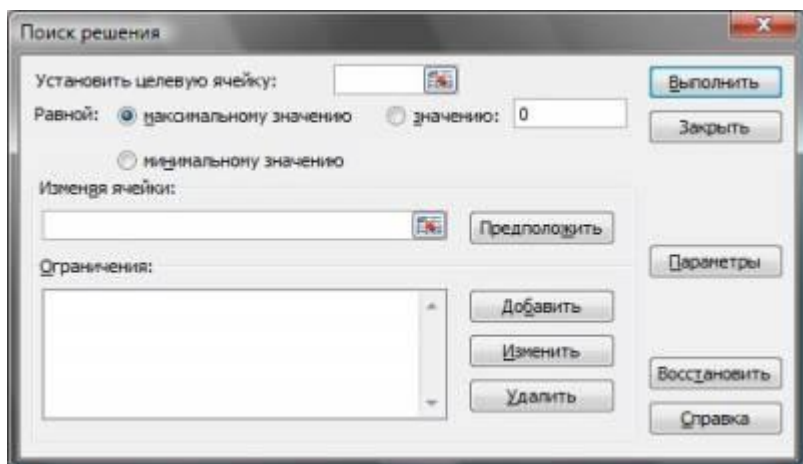 Поиск решения
Установить целевую ячейку:
Выполнить
Равной: максимальному значению значению: 0
Закрыть
минимальному значению
Изменяя ячейки:
Предположить
Параметры
Ограничения:
Добавить
Изменить
Восстановить
Удалить
Справка